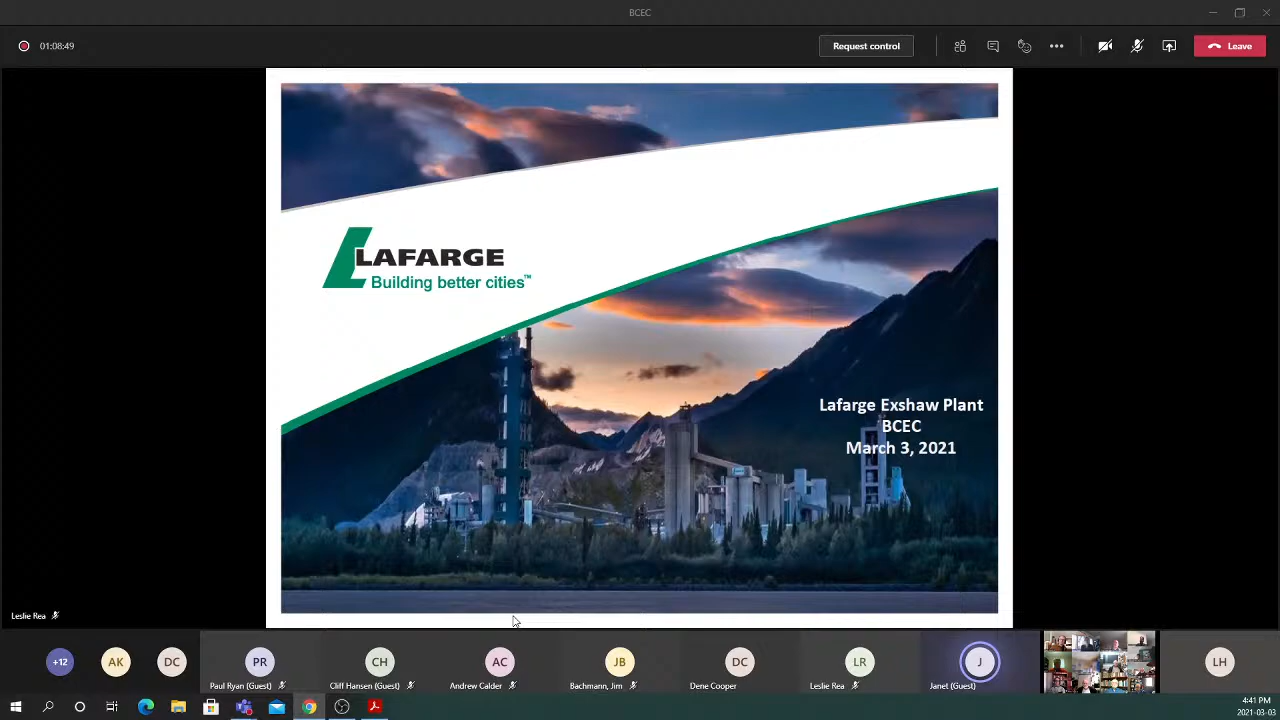 BCEC
01:08:49
Request control
Leave
LAFARGE
Building better cities™
Lafarge Exshaw Plant
BCEC
March 3, 2021
Leslie Rea
+12
AK
DC
PR
CH
AC
JB
DC
LR
J
LH
Paul Ryan (Guest)
Cliff Hansen (Guest)
Andrew Calder
Bachmann, Jim
Dene Cooper
Leslie Rea
Janet (Guest)
4:41 PM
2021-03-03